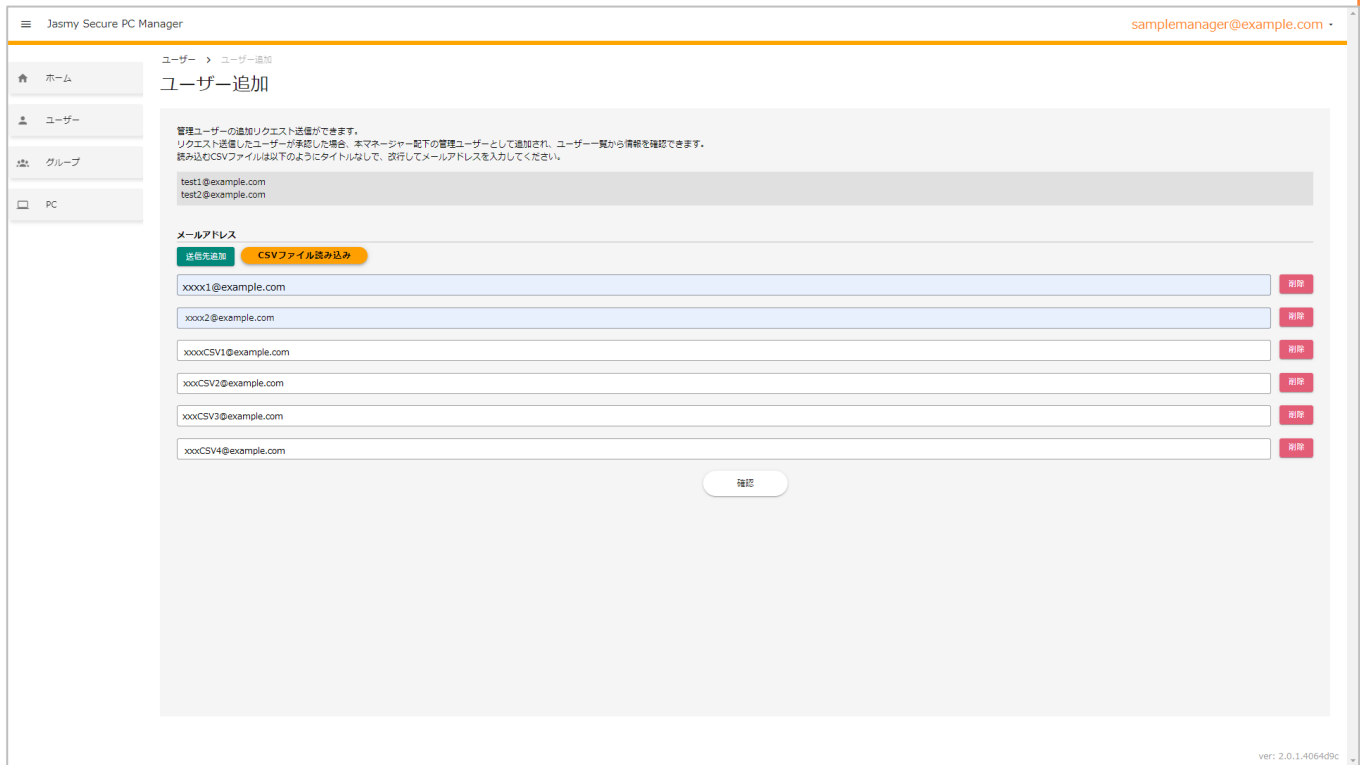 Jasmy Secure PC Manager
samplemanager@example.com
ホーム
ユーザー
グループ
PC
ユーザー > ユーザー追加
ユーザー追加
管理ユーザーの追加リクエスト送信ができます。
リクエスト送信したユーザーが承認した場合、本マネージャー配下の管理ユーザーとして追加され、ユーザー一覧から情報を確認できます。
読み込むCSVファイルは以下のようにタイトルなしで、改行してメールアドレスを入力してください。
test1@example.com
test2@example.com
メールアドレス
送信先追加 CSVファイル読み込み
xxxx1@example.com 削除
xxxx2@example.com 削除
xxxxCSV1@example.com 削除
xxxCSV2@example.com 削除
xxxCSV3@example.com 削除
xxxCSV4@example.com 削除
確認
ver: 2.0.1.4064d9c